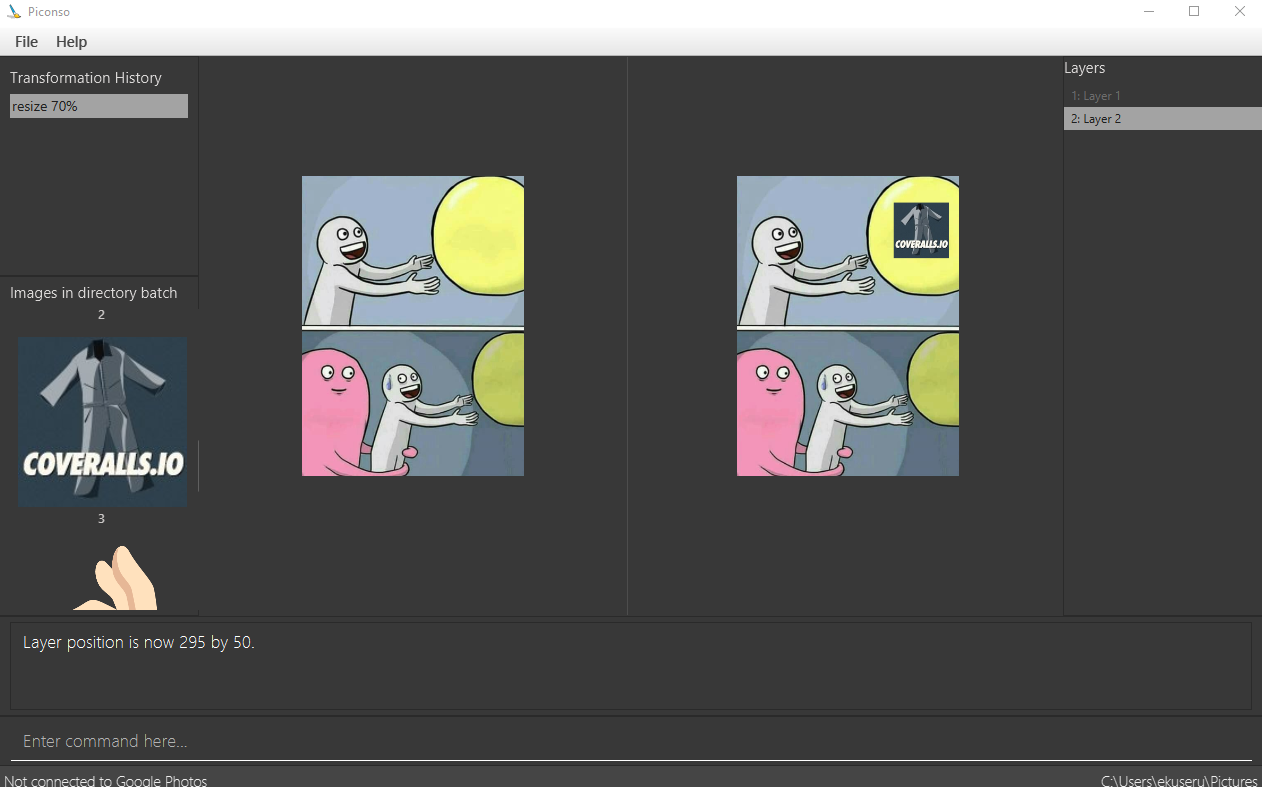 Piconso
File Help
Transformation History
resize 70%
Images in directory batch
2
COVERALLS.IO
3
COVERALLS.IO
Layers
1: Layer 1
2: Layer 2
Layer position is now 295 by 50.
Enter command here...
Not connected to Google Photos
C:\Users\ekuseru\Pictures